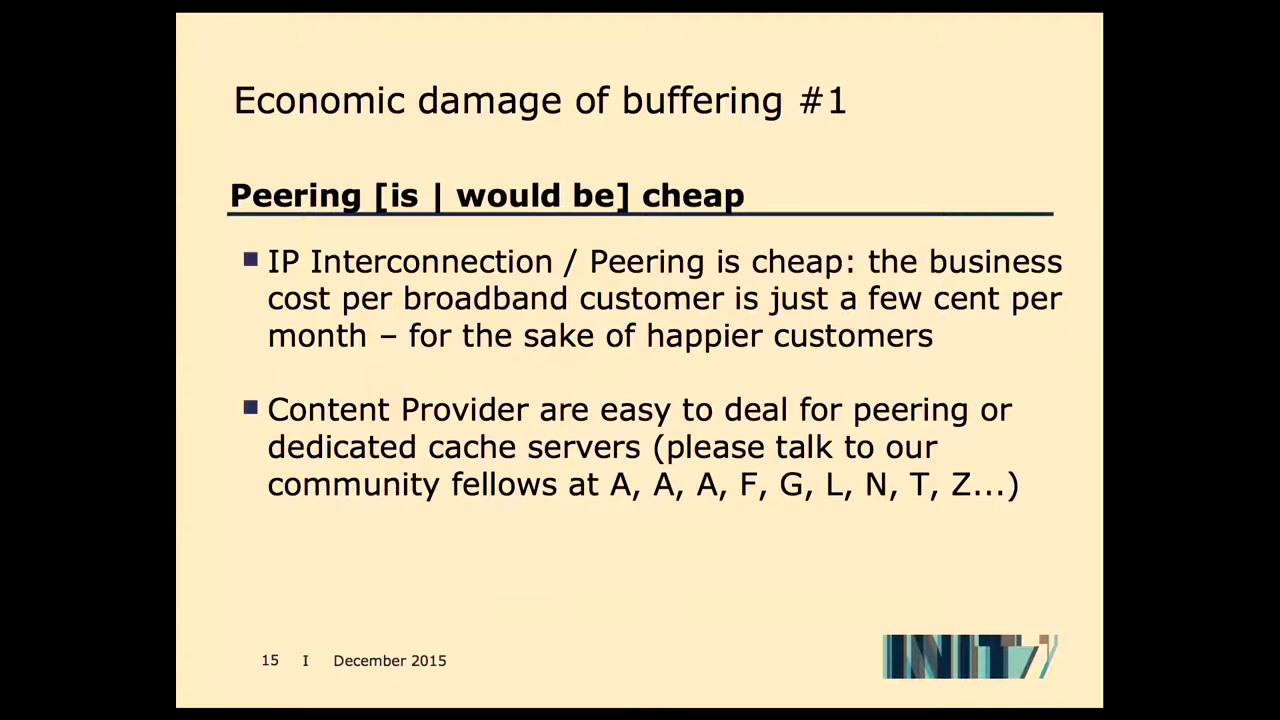 Economic damage of buffering #1
Peering [is | would be] cheap
IP Interconnection / Peering is cheap: the business
cost per broadband customer is just a few cent per
month – for the sake of happier customers
Content Provider are easy to deal for peering or
dedicated cache servers (please talk to our
community fellows at A, A, A, F, G, L, N, T, Z...)
15 I December 2015
INIT7